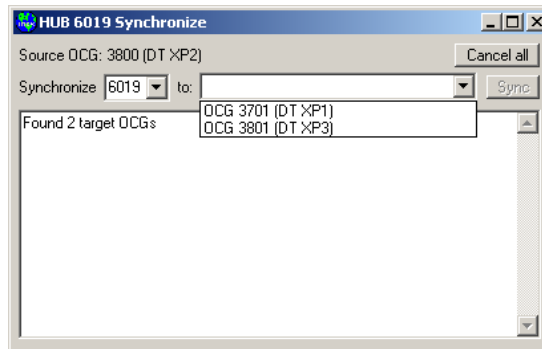 HUB 6019 Synchronize
Source OCG: 3800 (DT XP2)
Cancel all
Synchronize 6019 to:
Sync
OCG 3701 (DT XP1)
OCG 3801 (DT XP3)
Found 2 target OCGs